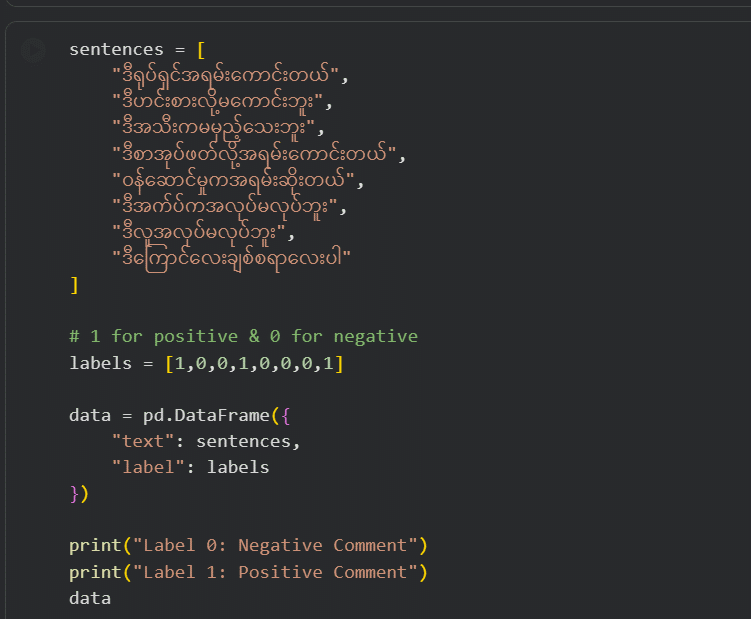 sentences = [
"ဒီရုပ်ရှင်အရမ်းကောင်းတယ်",
"ဒီဟင်းစားလို့မကောင်းဘူး",
"ဒီအသီးကမမှည့်သေးဘူး",
"ဒီစာအုပ်ဖတ်လို့အရမ်းကောင်းတယ်",
"ဝန်ဆောင်မှုကအရမ်းဆိုးတယ်",
"ဒီအက်ပ်ကအလုပ်မလုပ်ဘူး",
"ဒီလူအလုပ်မလုပ်ဘူး",
"ဒီကြောင်လေးချစ်စရာလေးပါ"
]
# 1 for positive & 0 for negative
labels = [1,0,0,1,0,0,0,1]
data = pd.DataFrame({
"text": sentences,
"label": labels
})
print("Label 0: Negative Comment")
print("Label 1: Positive Comment")
data